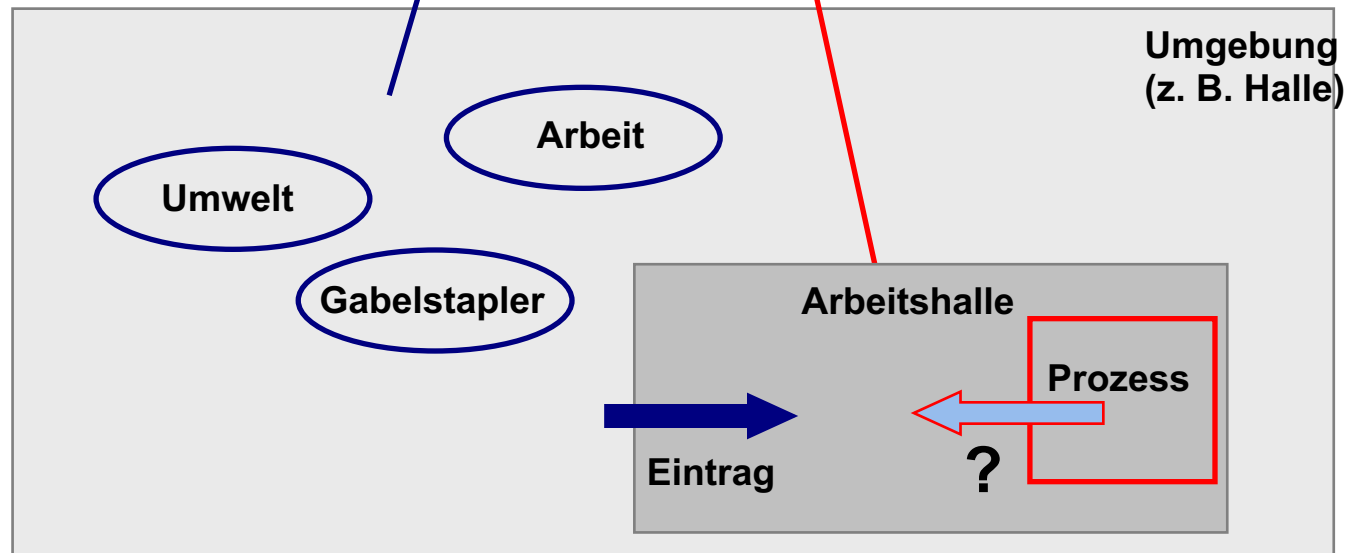 Umgebung
(z. B. Halle)
Arbeit
Umwelt
Gabelstapler
Arbeitshalle
Prozess
Eintrag
?